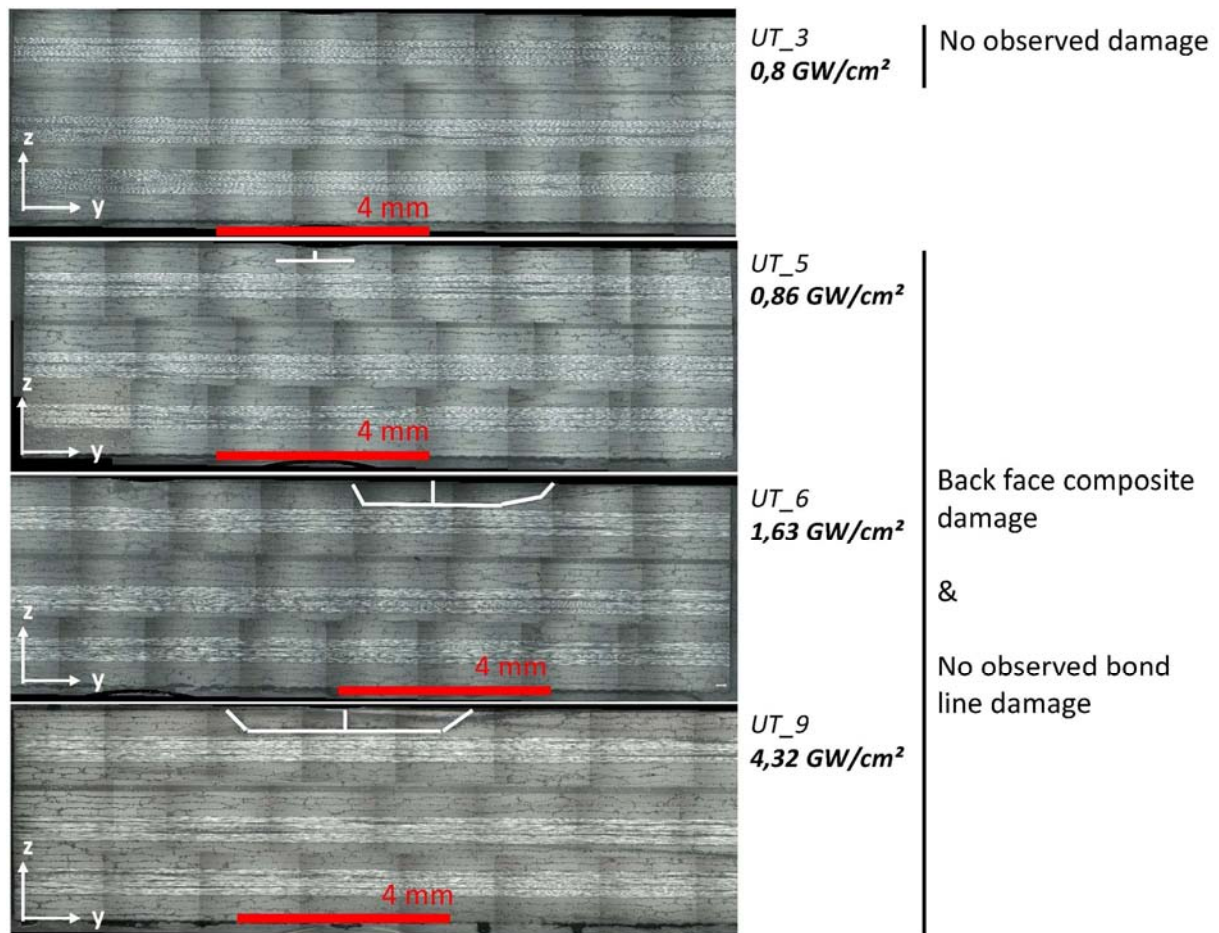 UT_3
0,8 GW/cm²
No observed damage
z
y
4 mm
UT_5
0,86 GW/cm²
z
y
4 mm
UT_6
1,63 GW/cm²
Back face composite
damage
&
No observed bond
line damage
z
y
4 mm
UT_9
4,32 GW/cm²
z
y
4 mm